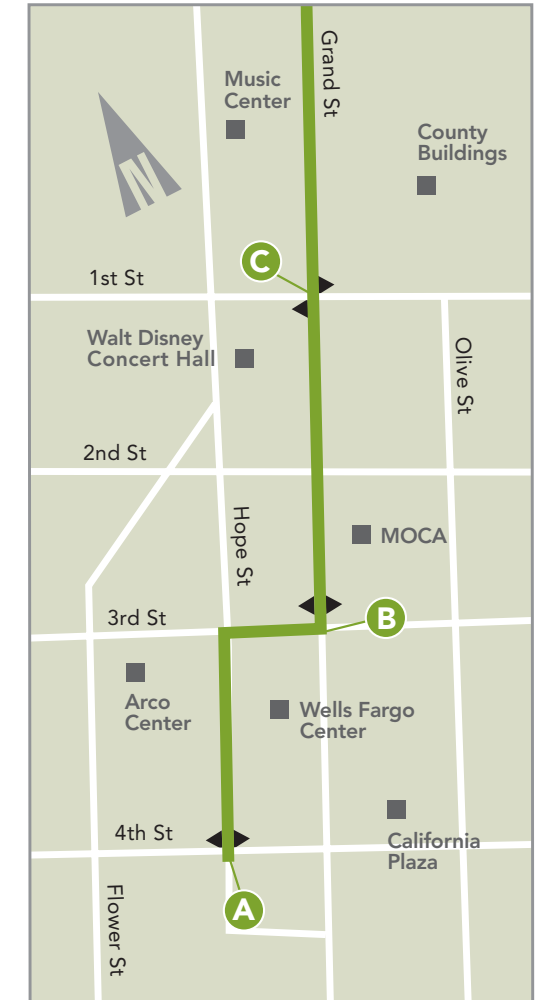 Grand St
Music
Center
County
Buildings
N
C
1st St
Walt Disney
Concert Hall
Olive St
2nd St
Hope St
MOCA
3rd St
B
Arco
Center
Wells Fargo
Center
4th St
California
Plaza
Flower St
A